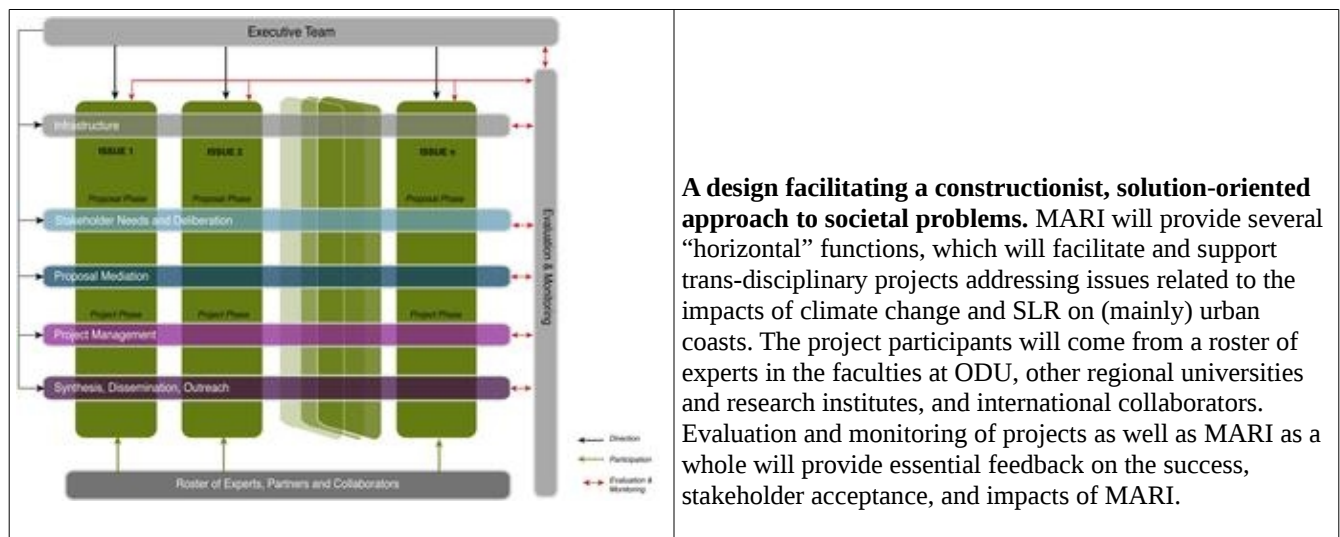 Executive Team
Infrastructure
ISSUE 1
ISSUE 2
ISSUE n
Proposal Phase
Proposal Phase
Proposal Phase
Stakeholder Needs and Deliberation
Proposal Mediation
Project Phase
Project Phase
Project Phase
Project Management
Synthesis, Dissemination, Outreach
Evaluation & Monitoring
Roster of Experts, Partners and Collaborators
Direction
Participation
Evaluation &
Monitoring
A design facilitating a constructionist, solution-oriented
approach to societal problems. MARI will provide several
“horizontal” functions, which will facilitate and support
trans-disciplinary projects addressing issues related to the
impacts of climate change and SLR on (mainly) urban
coasts. The project participants will come from a roster of
experts in the faculties at ODU, other regional universities
and research institutes, and international collaborators.
Evaluation and monitoring of projects as well as MARI as a
whole will provide essential feedback on the success,
stakeholder acceptance, and impacts of MARI.